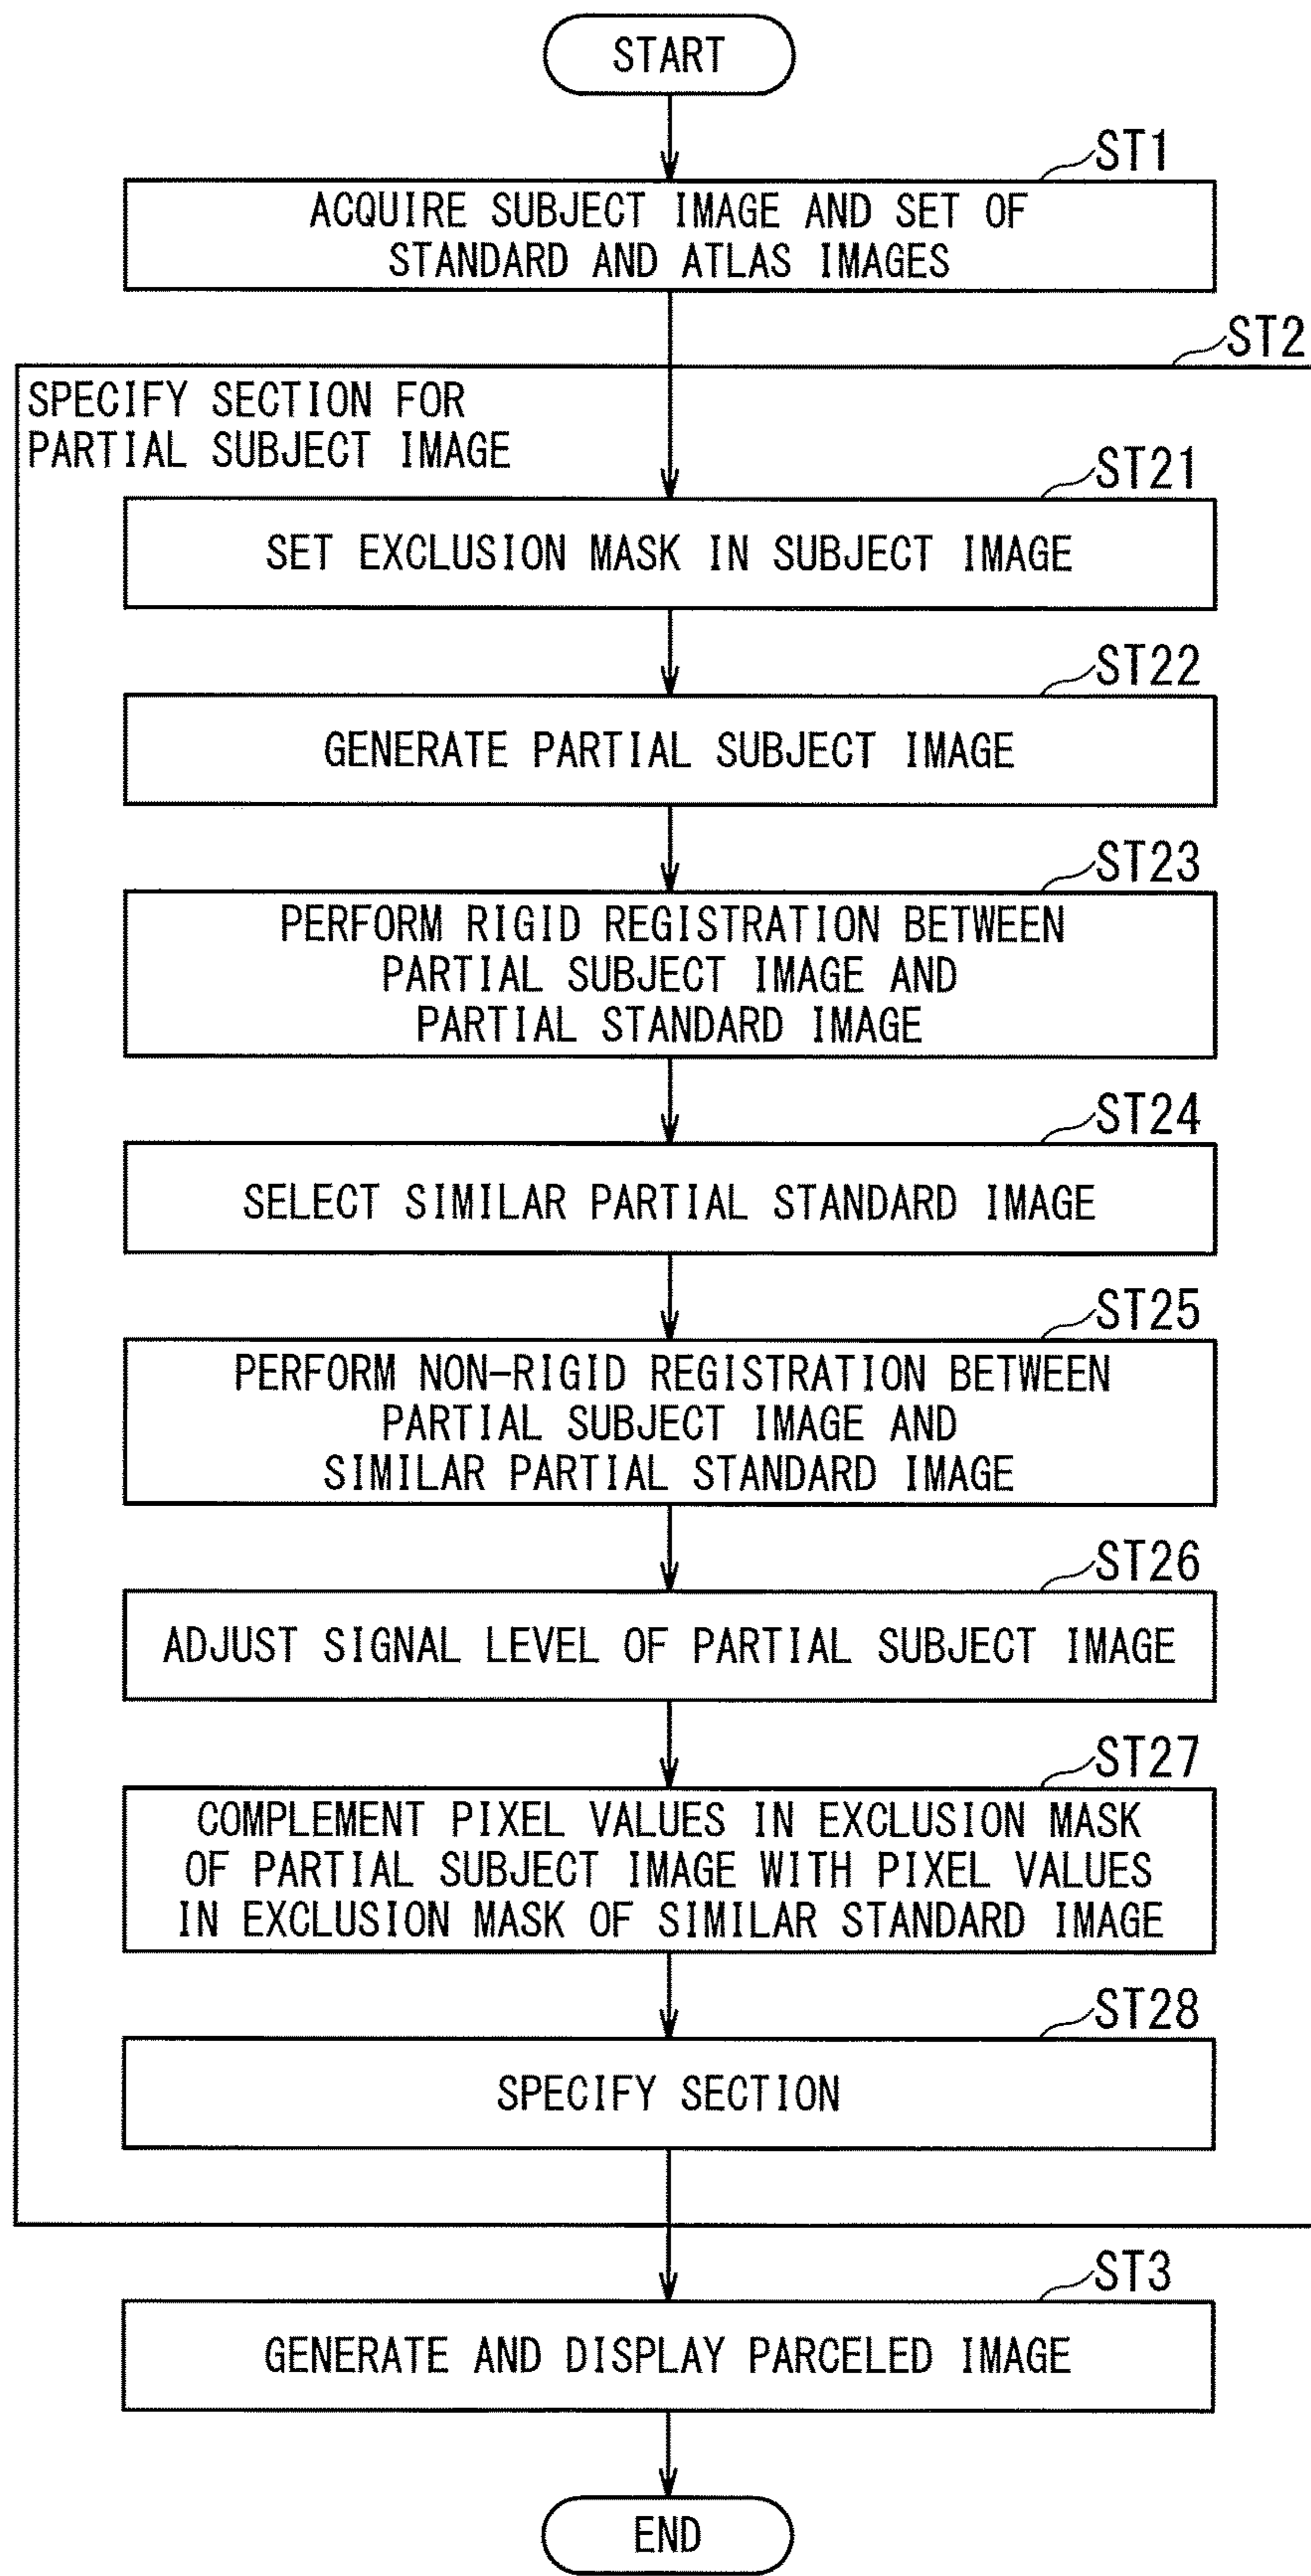 START
ST1
ACQUIRE SUBJECT IMAGE AND SET OF
STANDARD AND ATLAS IMAGES
ST2
SPECIFY SECTION FOR
PARTIAL SUBJECT IMAGE
ST21
SET EXCLUSION MASK IN SUBJECT IMAGE
ST22
GENERATE PARTIAL SUBJECT IMAGE
ST23
PERFORM RIGID REGISTRATION BETWEEN
PARTIAL SUBJECT IMAGE AND
PARTIAL STANDARD IMAGE
ST24
SELECT SIMILAR PARTIAL STANDARD IMAGE
ST25
PERFORM NON-RIGID REGISTRATION BETWEEN
PARTIAL SUBJECT IMAGE AND
SIMILAR PARTIAL STANDARD IMAGE
ST26
ADJUST SIGNAL LEVEL OF PARTIAL SUBJECT IMAGE
ST27
COMPLEMENT PIXEL VALUES IN EXCLUSION MASK
OF PARTIAL SUBJECT IMAGE WITH PIXEL VALUES
IN EXCLUSION MASK OF SIMILAR STANDARD IMAGE
ST28
SPECIFY SECTION
ST3
GENERATE AND DISPLAY PARCELED IMAGE
END